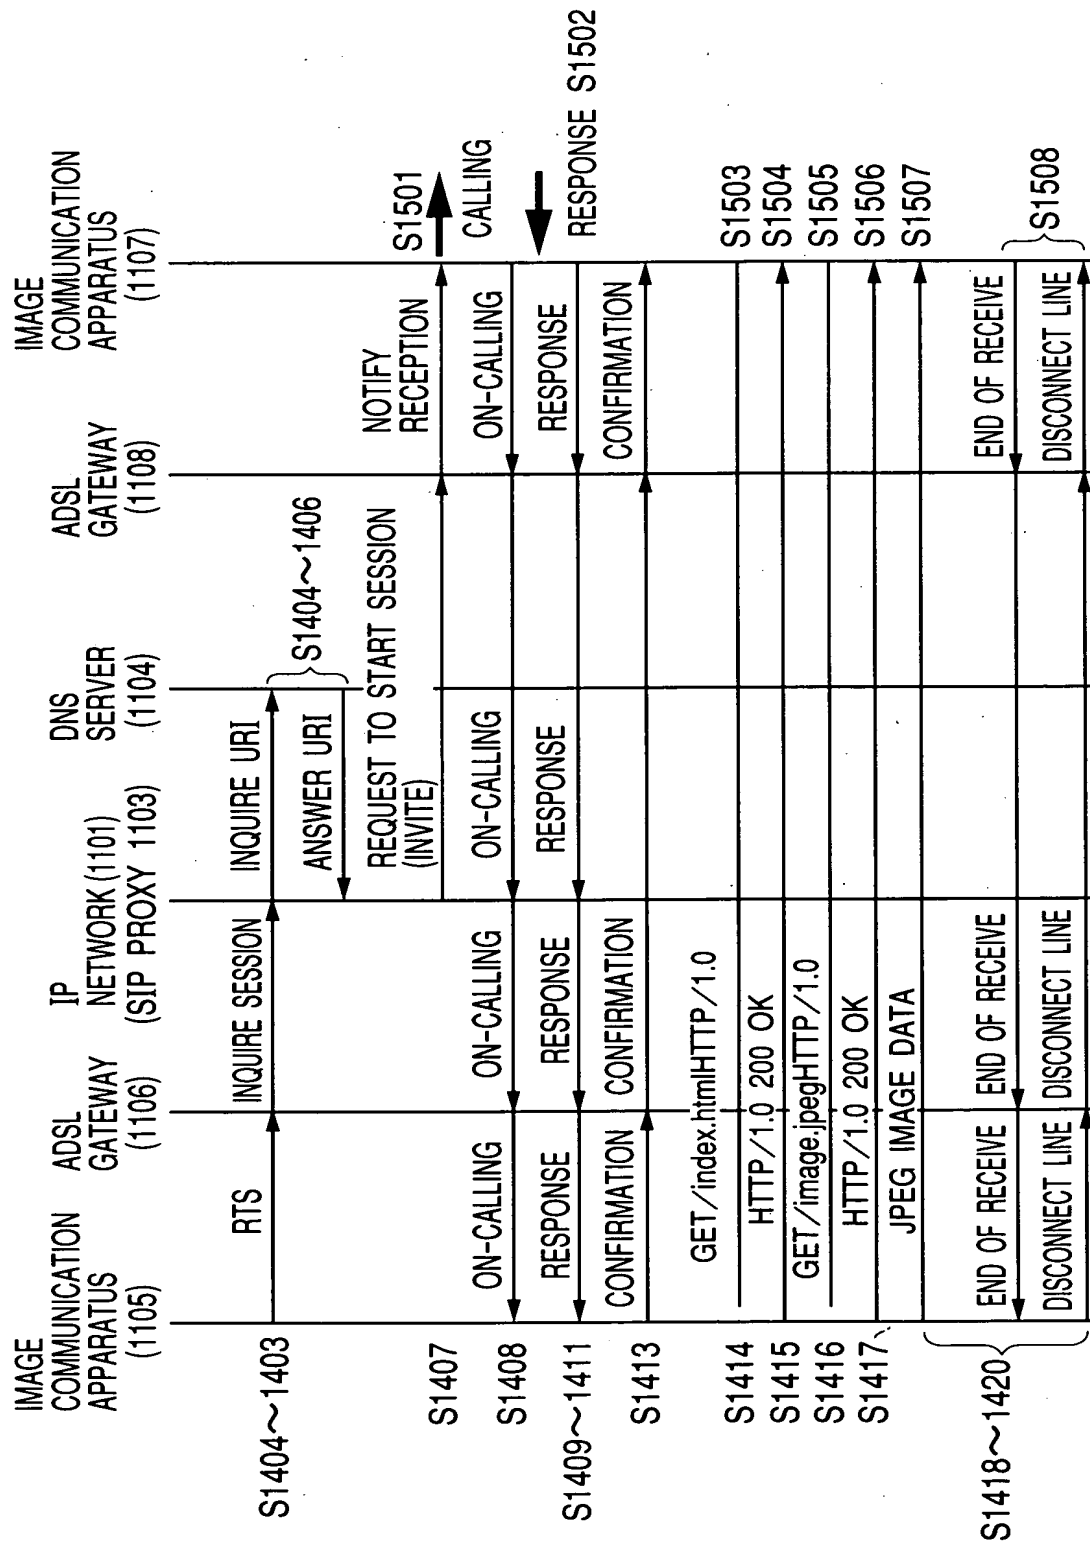 IMAGE
COMMUNICATION
APPARATUS
(1105)
ADSL
GATEWAY
(1106)
IP
NETWORK (1101)
(SIP PROXY 1103)
DNS
SERVER
(1104)
ADSL
GATEWAY
(1108)
IMAGE
COMMUNICATION
APPARATUS
(1107)
S1404~1403
RTS
INQUIRE SESSION
INQUIRE URI
ANSWER URI
S1404~1406
S1407
REQUEST TO START SESSION
(INVITE)
NOTIFY
RECEPTION
S1501
CALLING
S1408
ON-CALLING
ON-CALLING
ON-CALLING
ON-CALLING
S1409~1411
RESPONSE
RESPONSE
RESPONSE
RESPONSE
RESPONSE S1502
S1413
CONFIRMATION
CONFIRMATION
CONFIRMATION
S1414
GET/index.htmlHTTP/1.0
S1503
S1415
HTTP/1.0 200 OK
S1504
S1416
GET/image.jpegHTTP/1.0
S1505
S1417
HTTP/1.0 200 OK
S1506
JPEG IMAGE DATA
S1507
S1418~1420
END OF RECEIVE
END OF RECEIVE
END OF RECEIVE
DISCONNECT LINE
DISCONNECT LINE
DISCONNECT LINE
S1508